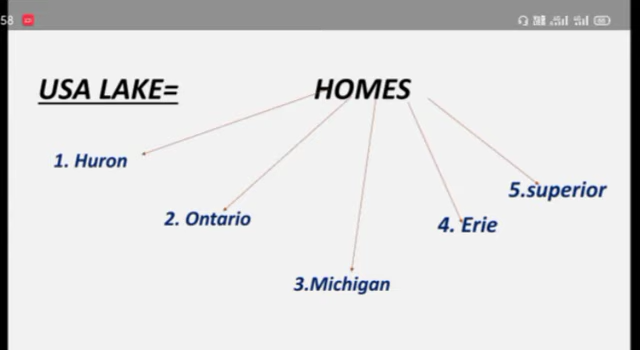 58
USA LAKE= HOMES
1. Huron
5.superior
2. Ontario
4. Erie
3.Michigan